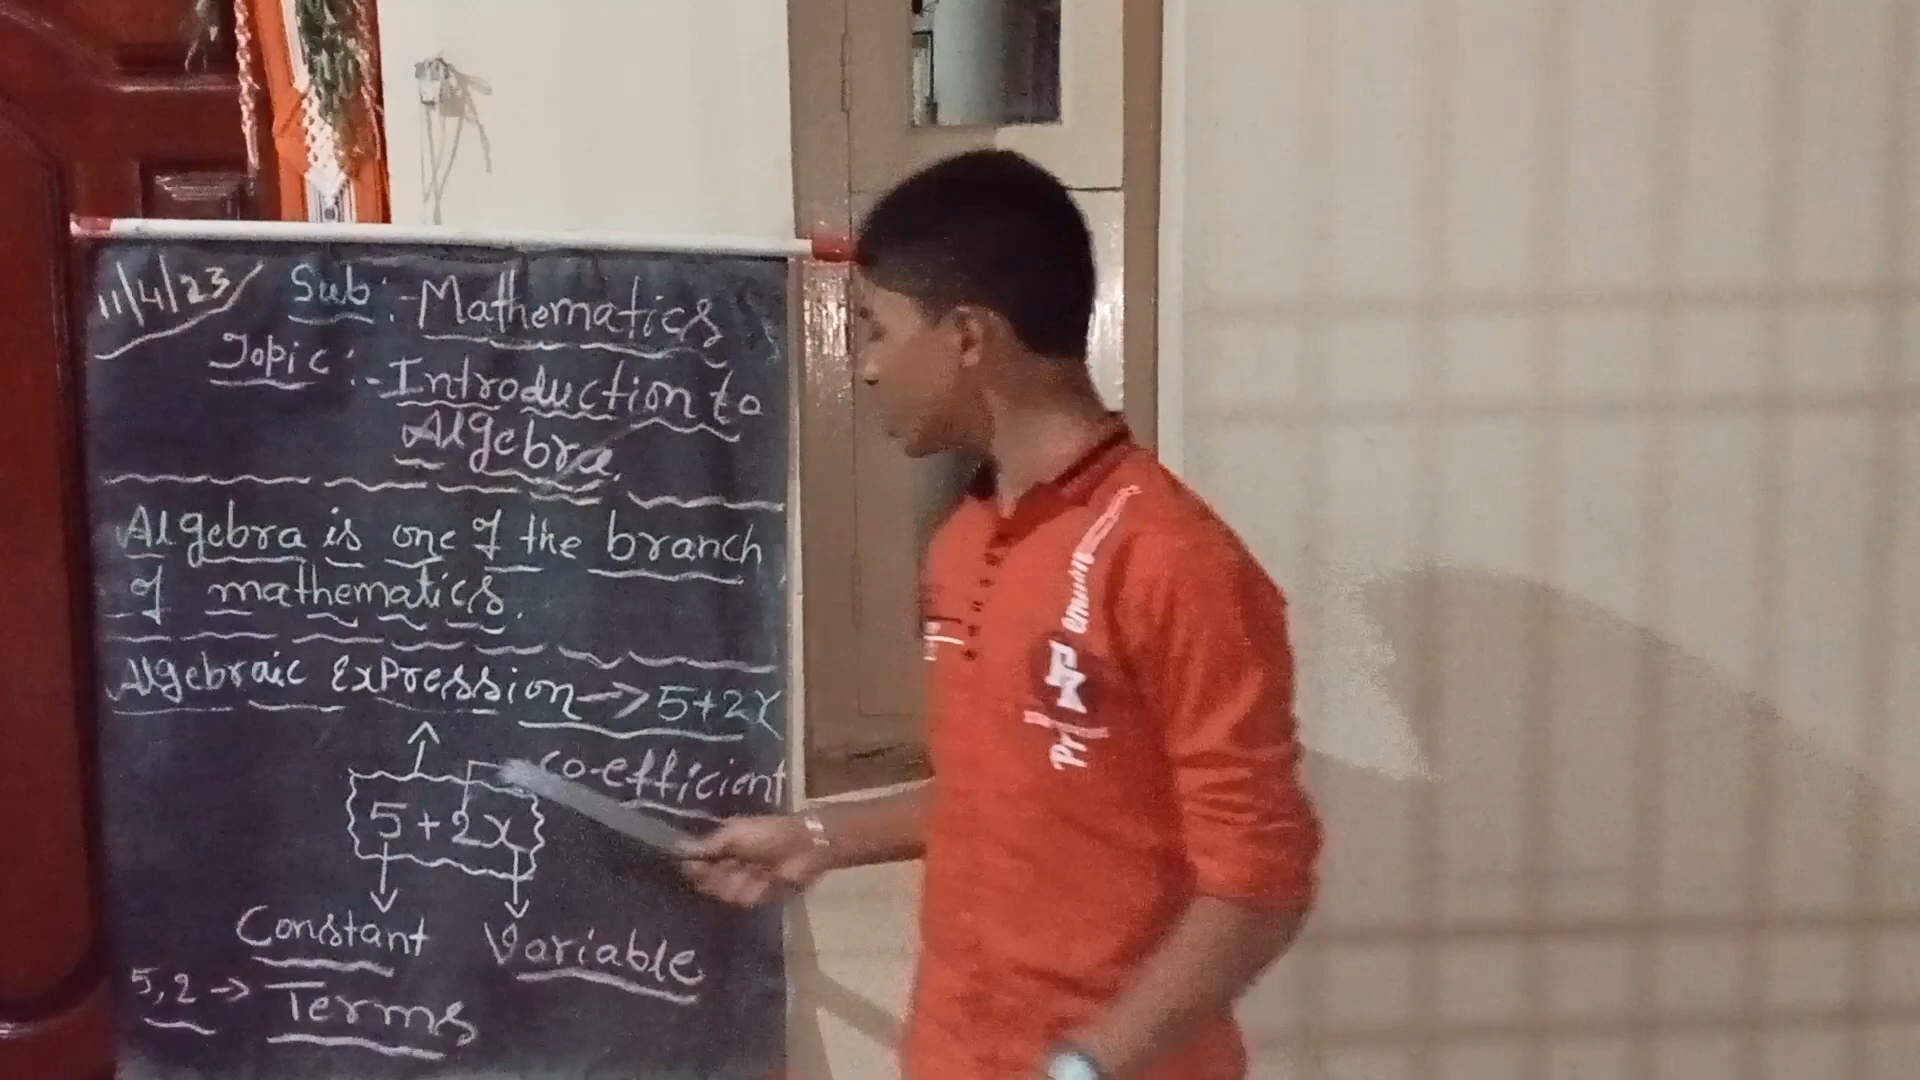 11/4/23 Sub:- Mathematics
Topic:- Introduction to
Algebra.
Algebra is one of the branch
of mathematics.
Algebraic Expression → 5+2x
co-efficient
5+2x
Constant Variable
5,2 → Terms